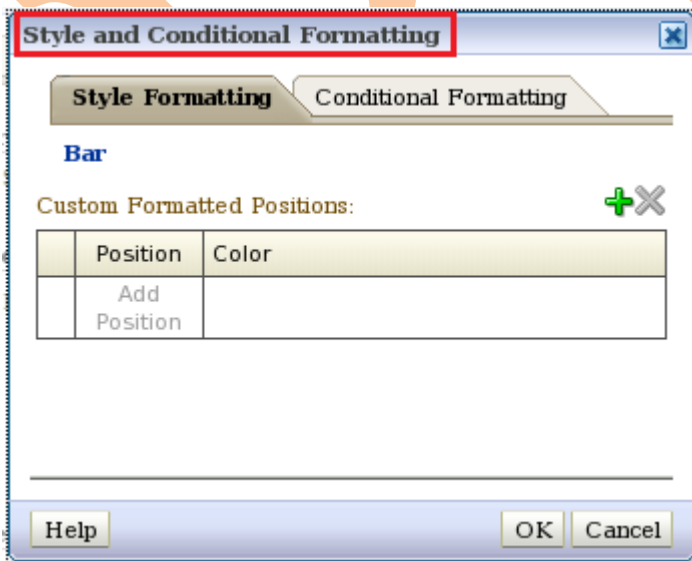 Style and Conditional Formatting
Style Formatting Conditional Formatting
Bar
Custom Formatted Positions:
Position Color
Add
Position
Help OK Cancel